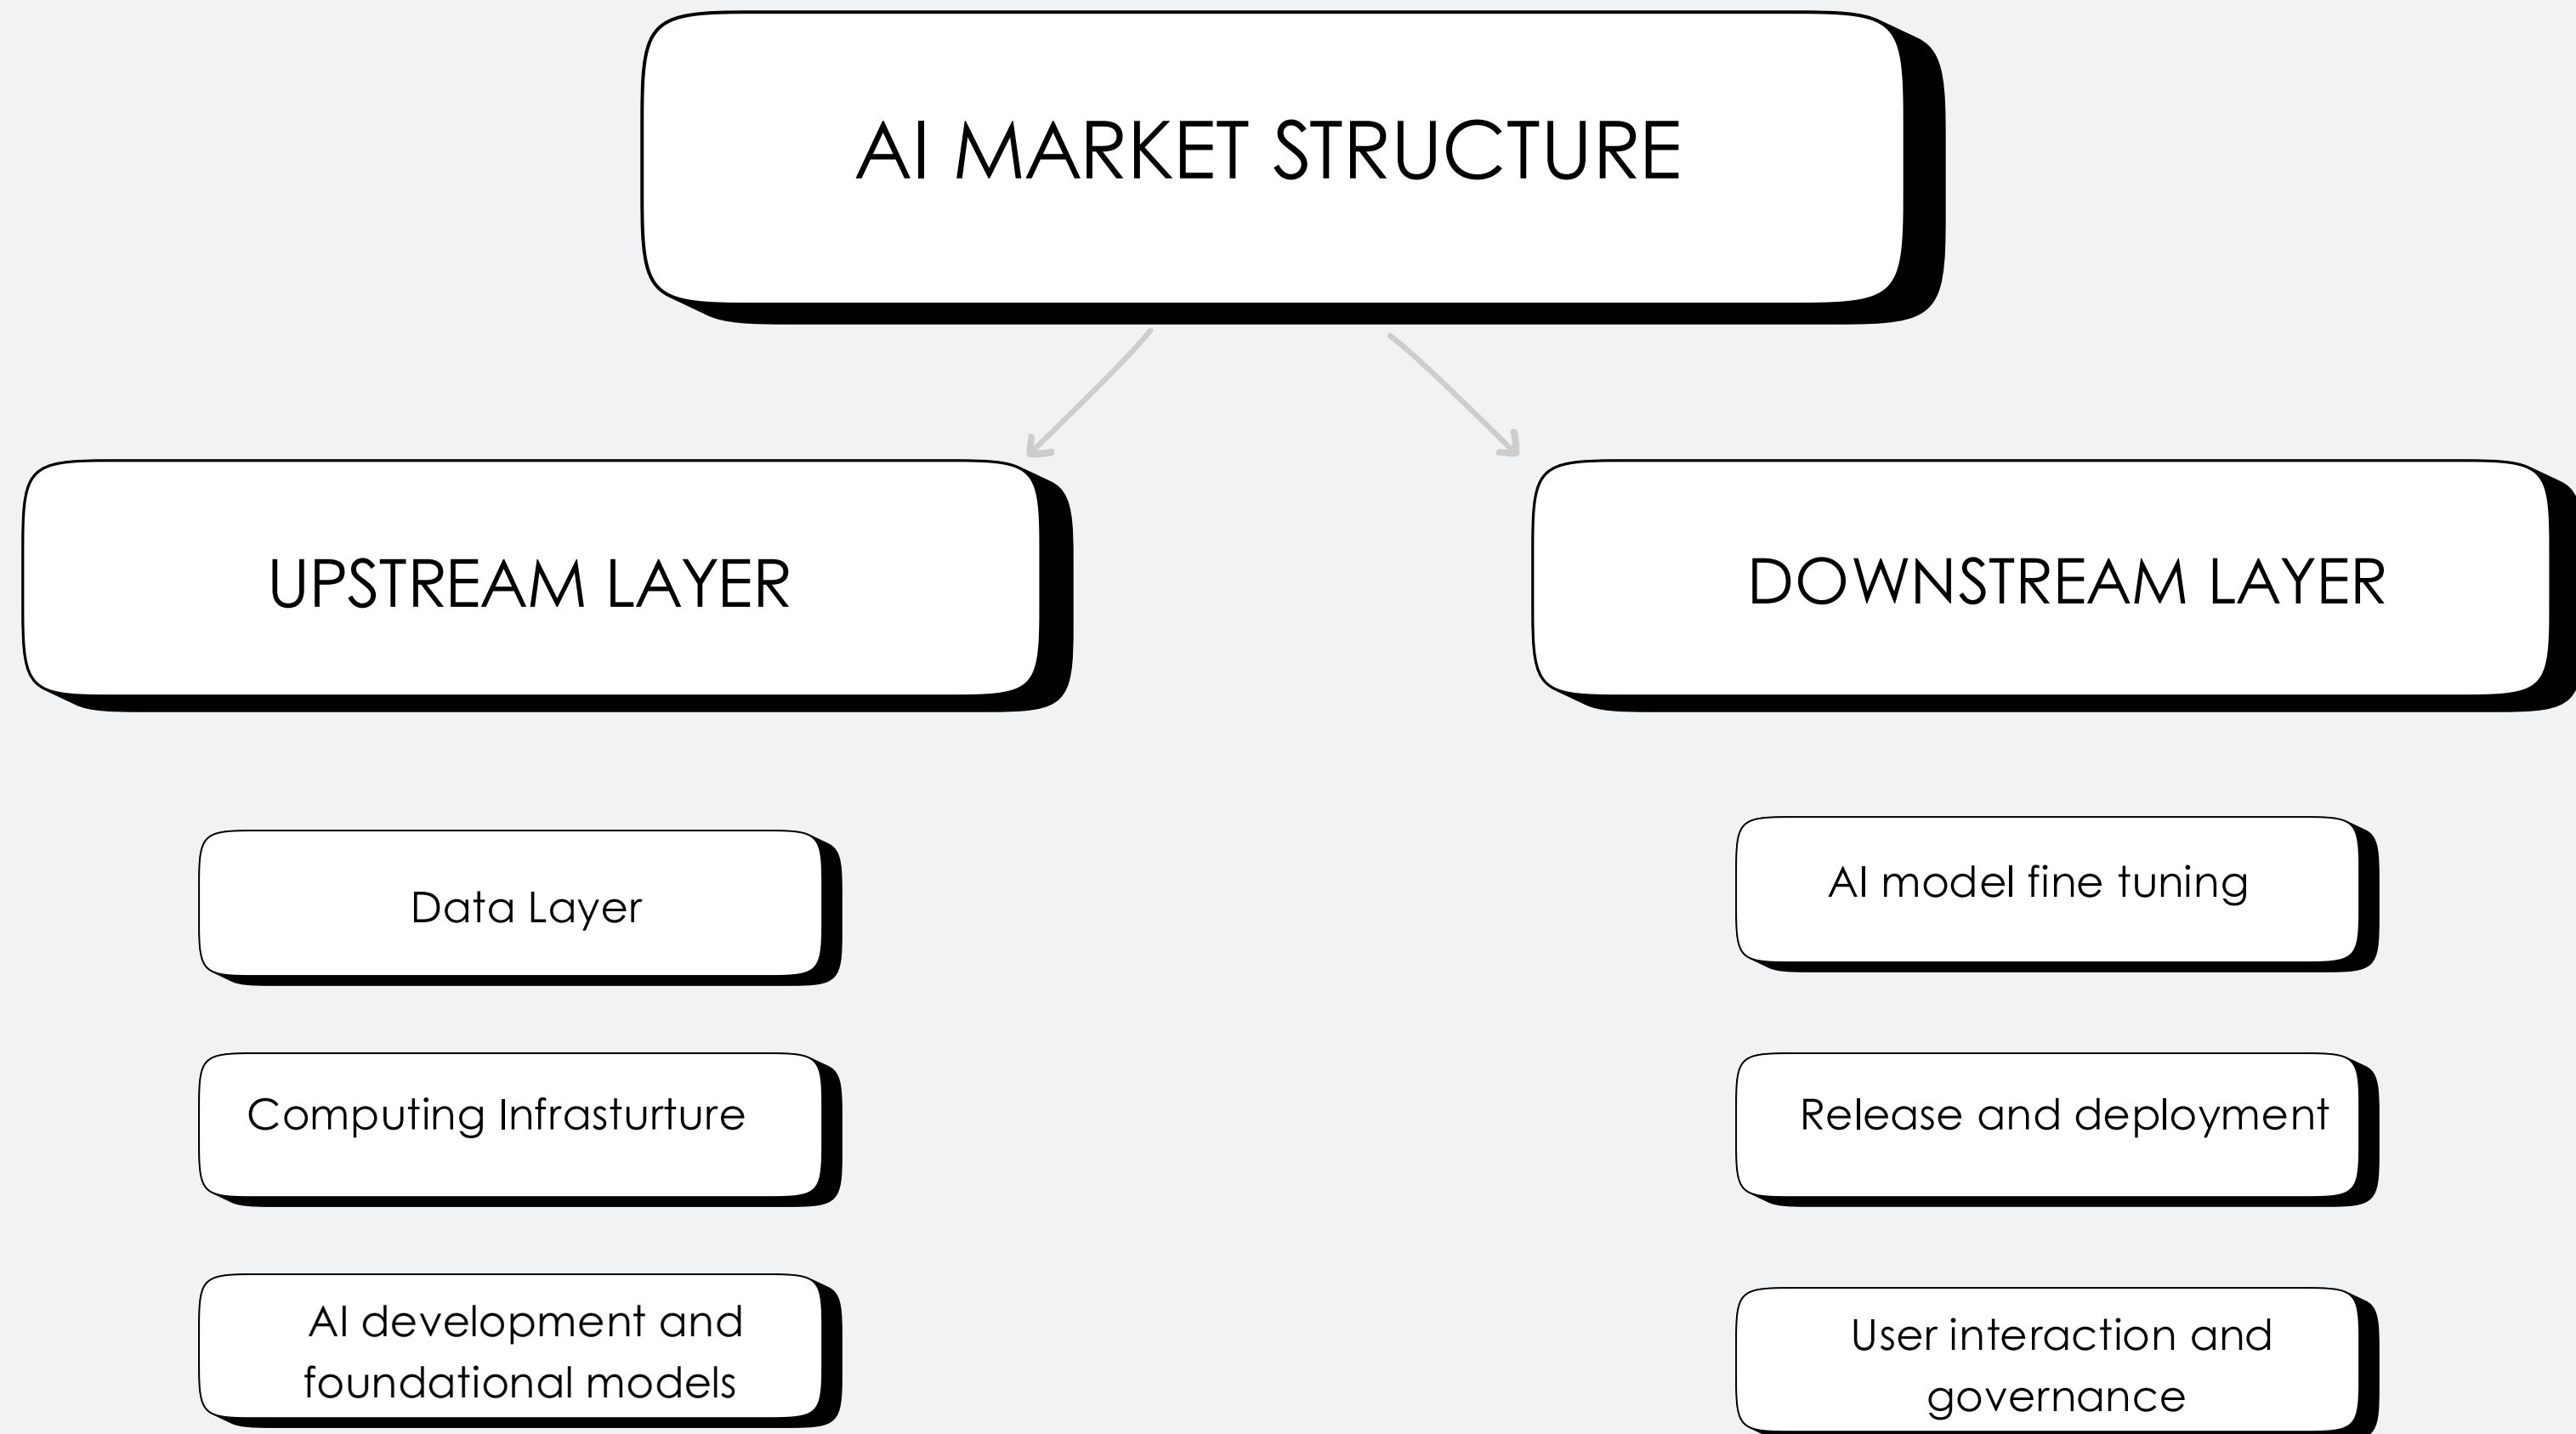 AI MARKET STRUCTURE
UPSTREAM LAYER
DOWNSTREAM LAYER
Data Layer
AI model fine tuning
Computing Infrasturture
Release and deployment
AI development and
foundational models
User interaction and
governance